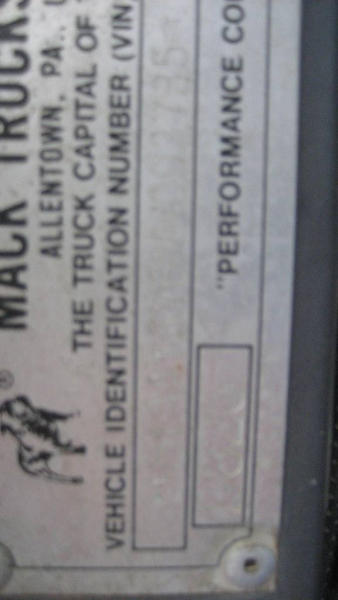 MACK TRUCKS
ALLENTOWN, PA., U
THE TRUCK CAPITAL OF
VEHICLE IDENTIFICATION NUMBER (VIN
"PERFORMANCE CO
®